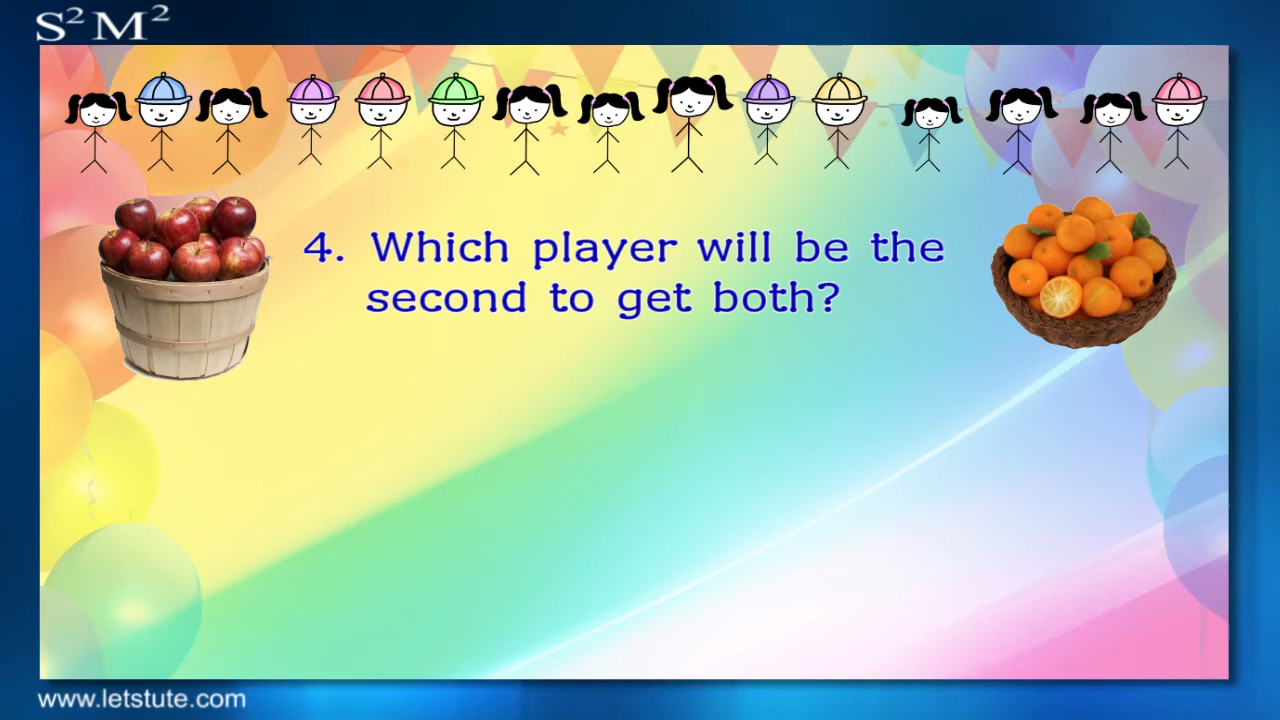 S²M²
4. Which player will be the
second to get both?
www.letstute.com